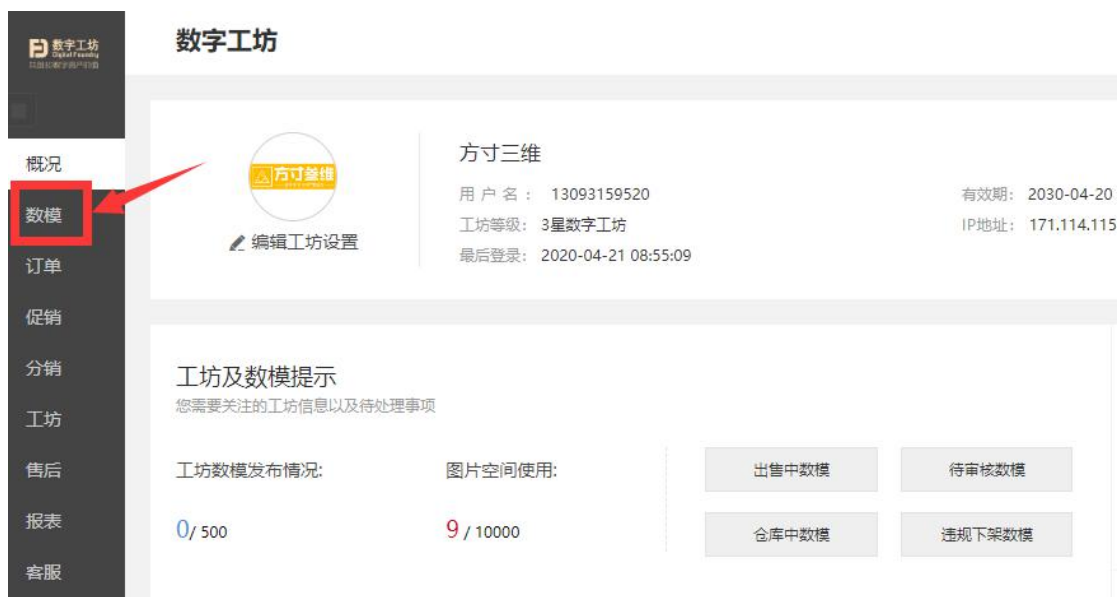 数字工坊
Digital Foundry
数字工坊
概况
数模
订单
促销
分销
工坊
售后
报表
客服
方寸叁维
编辑工坊设置
方寸三维
用 户 名 : 13093159520
有效期: 2030-04-20
工坊等级: 3星数字工坊
IP地址: 171.114.115
最后登录: 2020-04-21 08:55:09
工坊及数模提示
您需要关注的工坊信息以及待处理事项
工坊数模发布情况:
图片空间使用:
0/ 500
9 / 10000
出售中数模
待审核数模
仓库中数模
违规下架数模